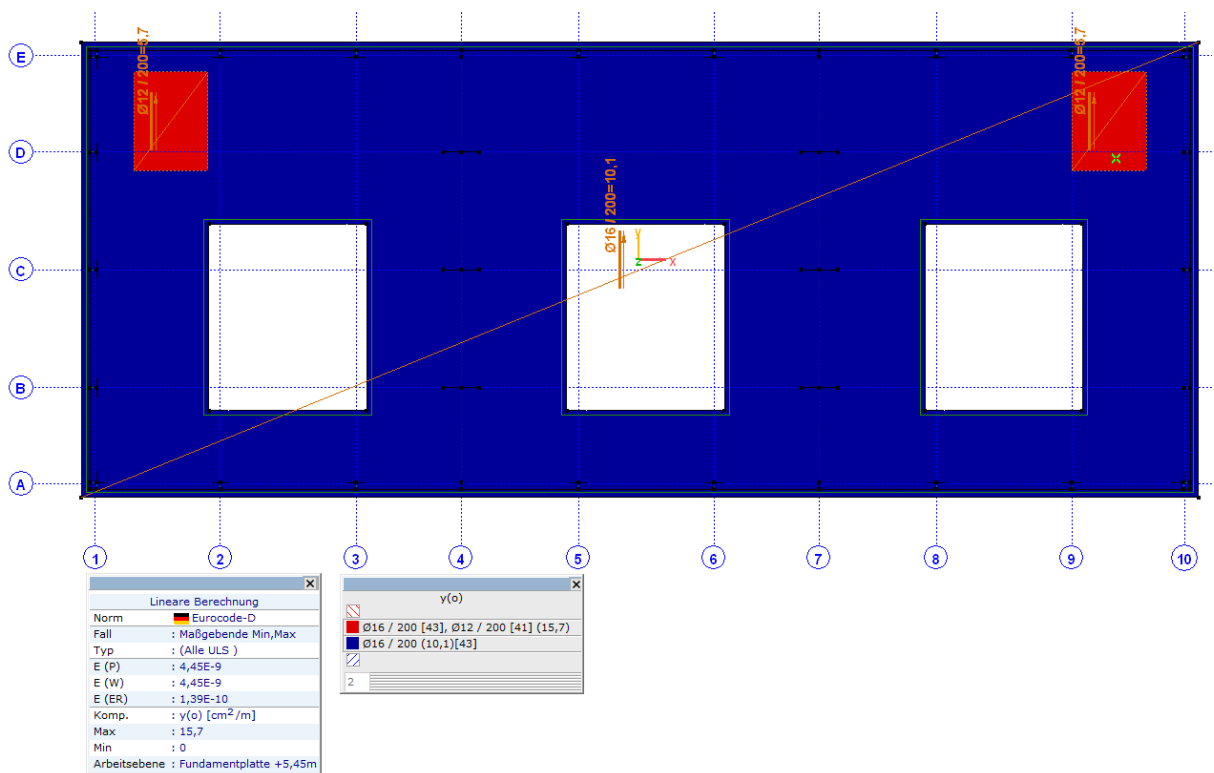 E
Ø12 / 200=5,7
Ø12 / 200=5,7
D
Ø16 / 200=10,1
y
z
x
C
B
A
1 2 3 4 5 6 7 8 9 10
Lineare Berechnung
Norm Eurocode-D
Fall : Maßgebende Min,Max
Typ : (Alle ULS )
E (P) : 4,45E-9
E (W) : 4,45E-9
E (ER) : 1,39E-10
Komp. : y(o) [cm²/m]
Max : 15,7
Min : 0
Arbeitsebene : Fundamentplatte +5,45m
y(o)
Ø16 / 200 [43], Ø12 / 200 [41] (15,7)
Ø16 / 200 (10,1)[43]
2